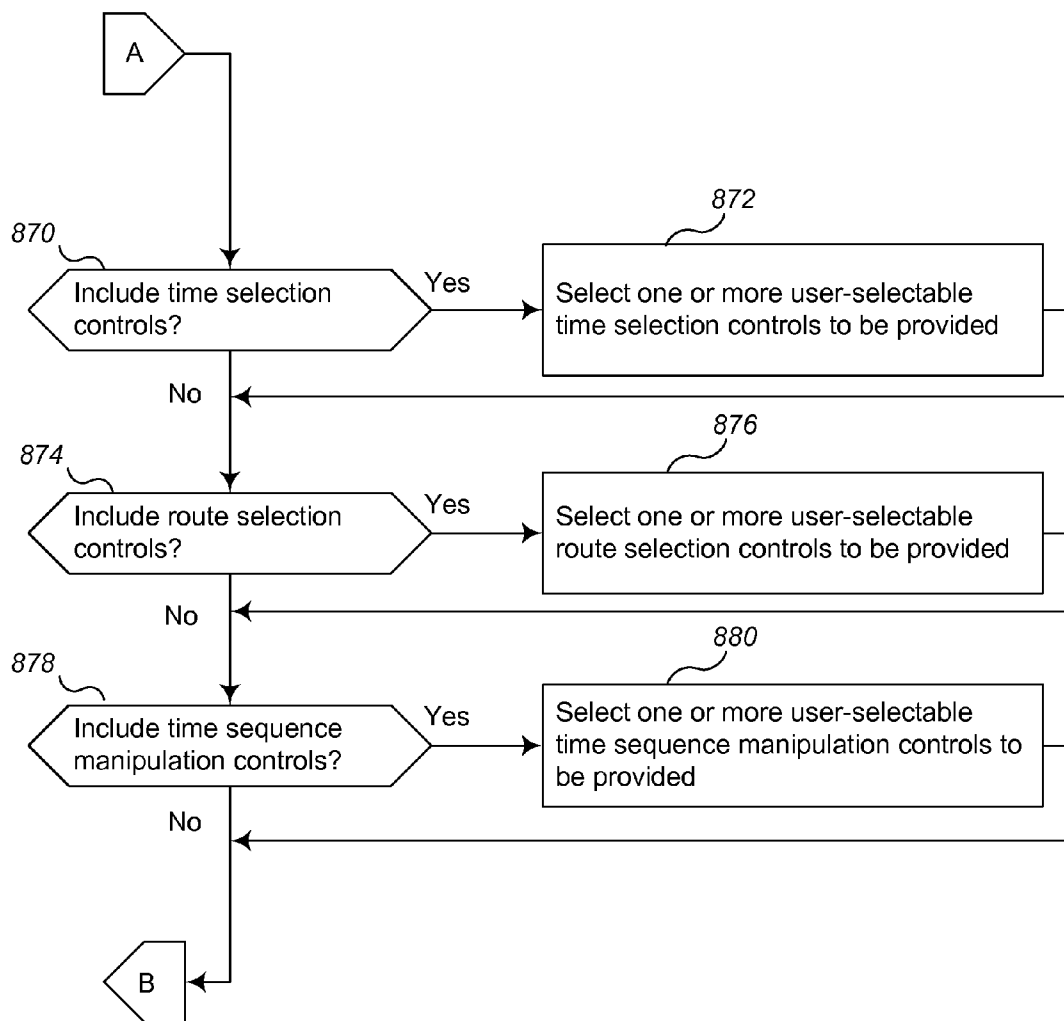 A
870
Include time selection
controls?
Yes
872
Select one or more user-selectable
time selection controls to be provided
No
874
Include route selection
controls?
Yes
876
Select one or more user-selectable
route selection controls to be provided
No
878
Include time sequence
manipulation controls?
Yes
880
Select one or more user-selectable
time sequence manipulation controls to
be provided
No
B